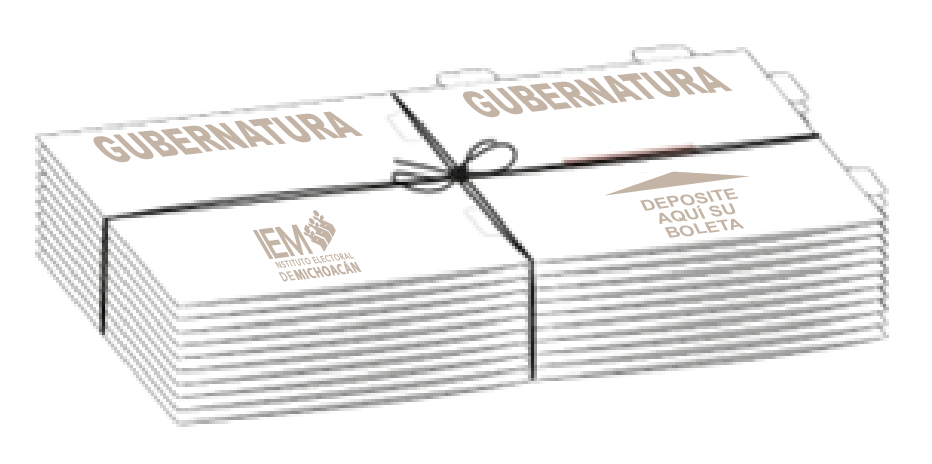 GUBERNATURA
GUBERNATURA
IEM
INSTITUTO ELECTORAL
DE MICHOACÁN
DEPOSITE
AQUÍ SU
BOLETA